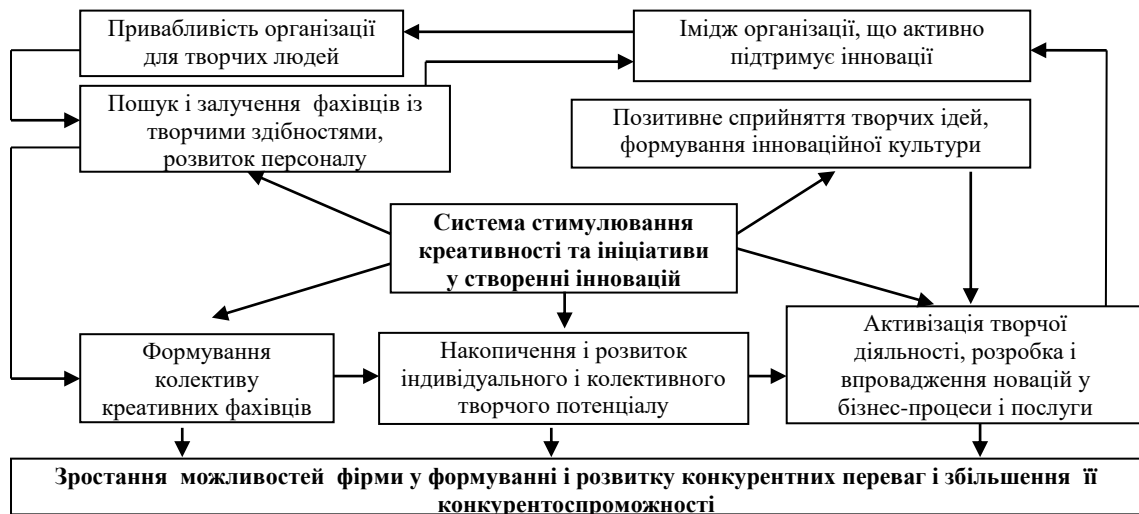 Привабливість організації
для творчих людей
Імідж організації, що активно
підтримує інновації
Пошук і залучення фахівців із
творчими здібностями,
розвиток персоналу
Позитивне сприйняття творчих ідей,
формування інноваційної культури
Система стимулювання
креативності та ініціативи
у створенні інновацій
Формування
колективу
креативних фахівців
Накопичення і розвиток
індивідуального і колективного
творчого потенціалу
Активізація творчої
діяльності, розробка і
впровадження новацій у
бізнес-процеси і послуги
Зростання можливостей фірми у формуванні і розвитку конкурентних переваг і збільшення її
конкурентоспроможності